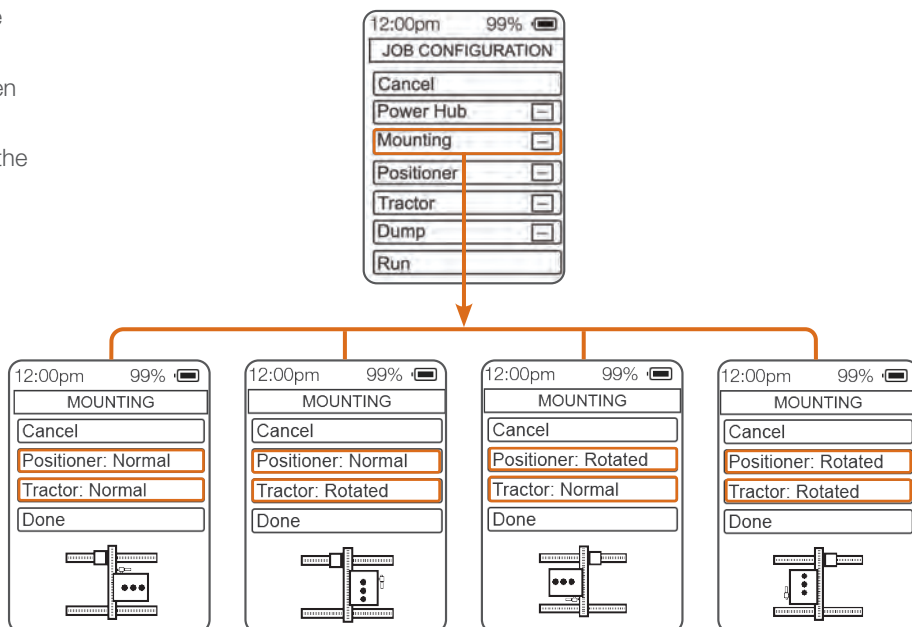 e
en
the
12:00pm 99%
JOB CONFIGURATION
Cancel
Power Hub
Mounting
Positioner
Tractor
Dump
Run
12:00pm 99%
MOUNTING
Cancel
Positioner: Normal
Tractor: Normal
Done
12:00pm 99%
MOUNTING
Cancel
Positioner: Normal
Tractor: Rotated
Done
12:00pm 99%
MOUNTING
Cancel
Positioner: Rotated
Tractor: Normal
Done
12:00pm 99%
MOUNTING
Cancel
Positioner: Rotated
Tractor: Rotated
Done